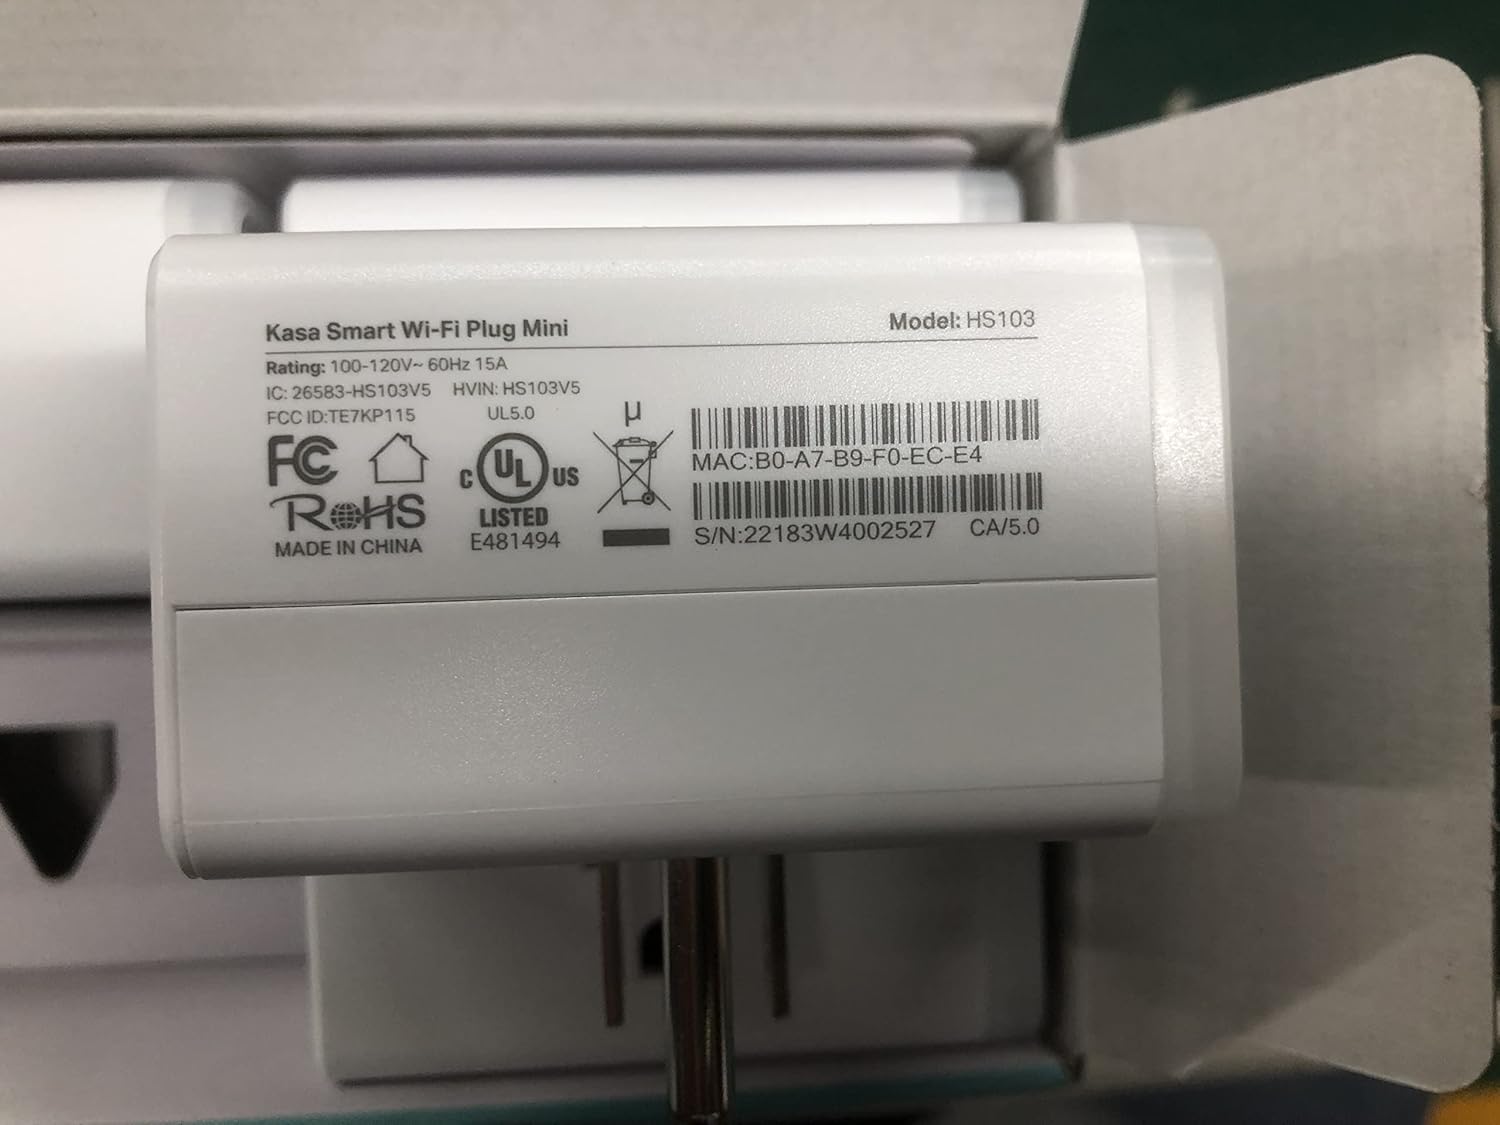 Kasa Smart Wi-Fi Plug Mini Model: HS103
Rating: 100-120V~ 60Hz 15A
IC: 26583-HS103V5 HVIN: HS103V5
FCC ID:TE7KP115 UL5.0
FC
RoHS
MADE IN CHINA
C UL US
LISTED
E481494
µ
MAC:B0-A7-B9-F0-EC-E4
S/N:22183W4002527 CA/5.0